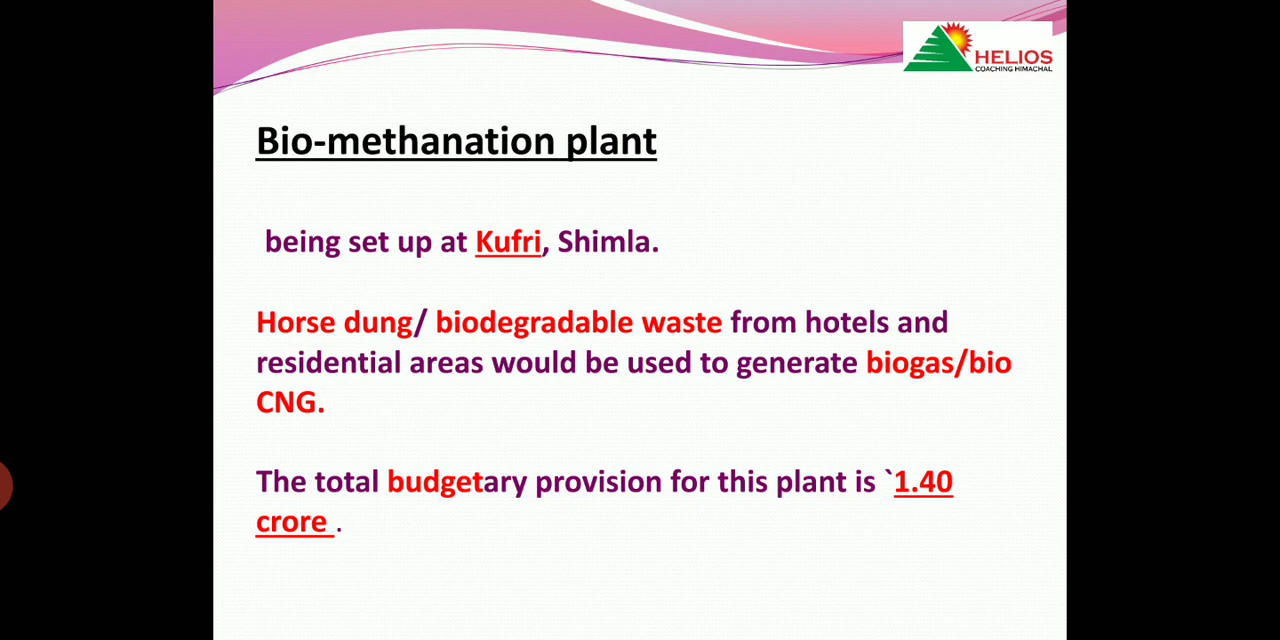 HELIOS
COACHING HIMACHAL
Bio-methanation plant
being set up at Kufri, Shimla.
Horse dung/ biodegradable waste from hotels and
residential areas would be used to generate biogas/bio
CNG.
The total budgetary provision for this plant is `1.40
crore .